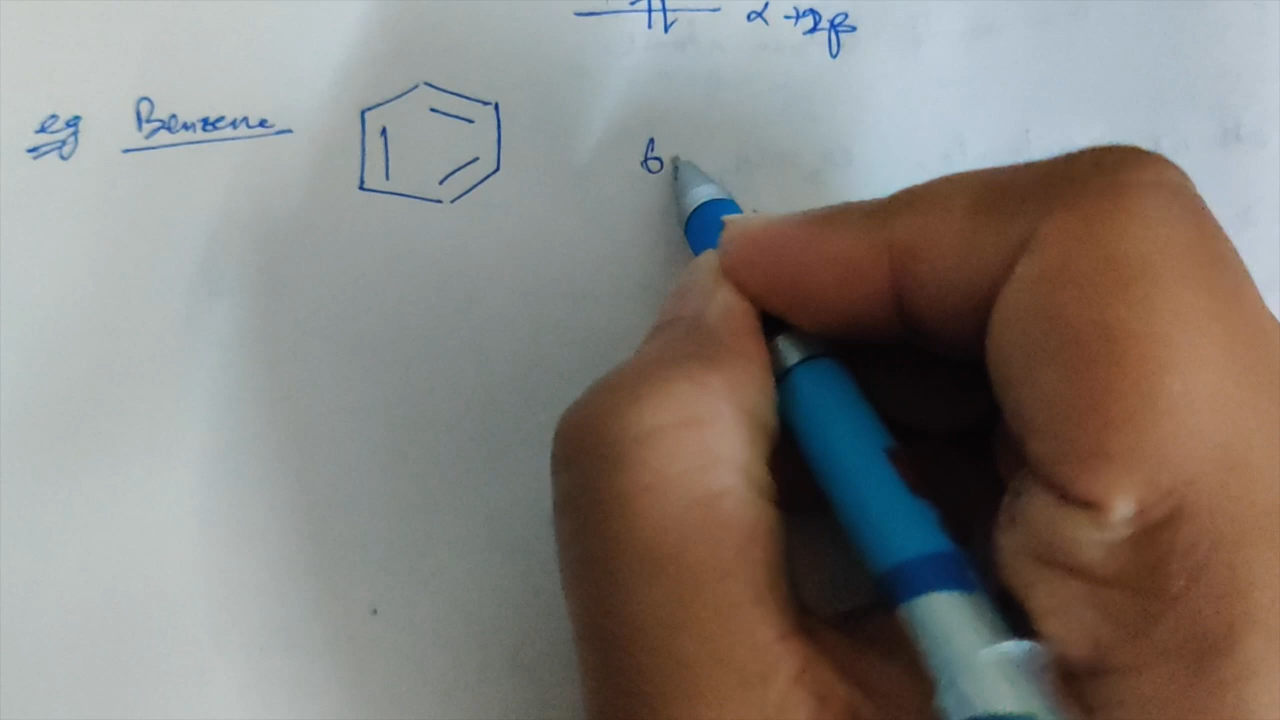 α + 2β
eg Benzene
6